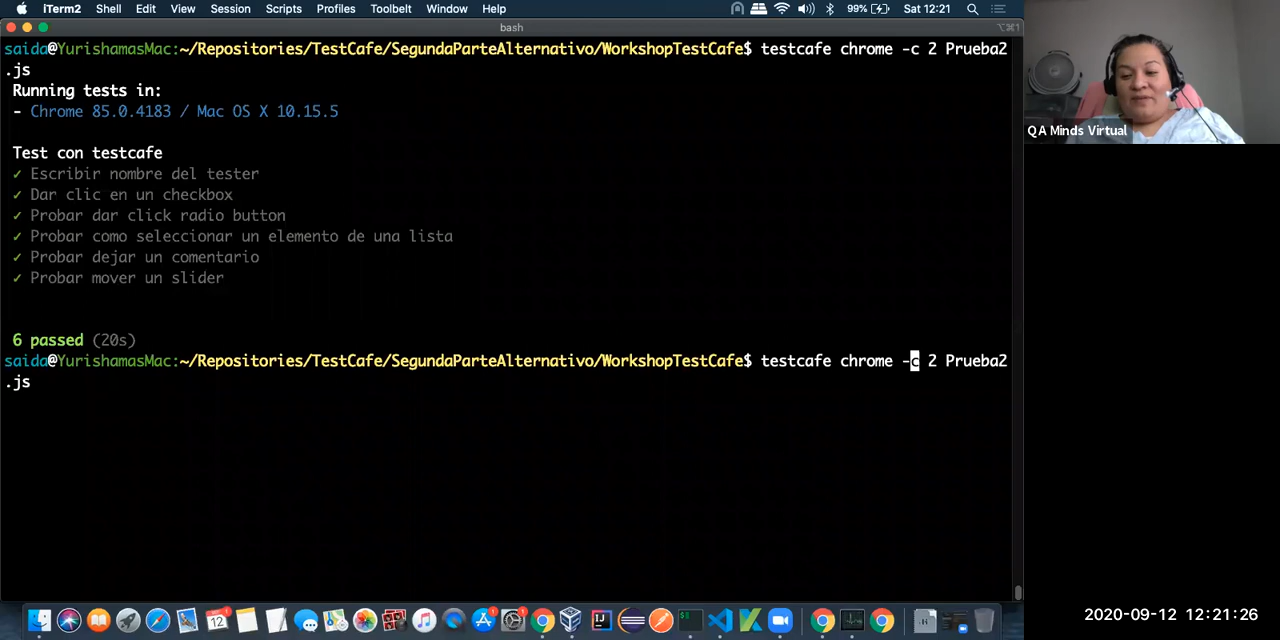 iTerm2 Shell Edit View Session Scripts Profiles Toolbelt Window Help 99% Sat 12:21
bash
saida@YurishamasMac:~/Repositories/TestCafe/SegundaParteAlternativo/WorkshopTestCafe$ testcafe chrome -c 2 Prueba2
.js
Running tests in:
- Chrome 85.0.4183 / Mac OS X 10.15.5
Test con testcafe
✓ Escribir nombre del tester
✓ Dar clic en un checkbox
✓ Probar dar click radio button
✓ Probar como seleccionar un elemento de una lista
✓ Probar dejar un comentario
✓ Probar mover un slider
6 passed (20s)
saida@YurishamasMac:~/Repositories/TestCafe/SegundaParteAlternativo/WorkshopTestCafe$ testcafe chrome -c 2 Prueba2
.js
QA Minds Virtual
2020-09-12 12:21:26